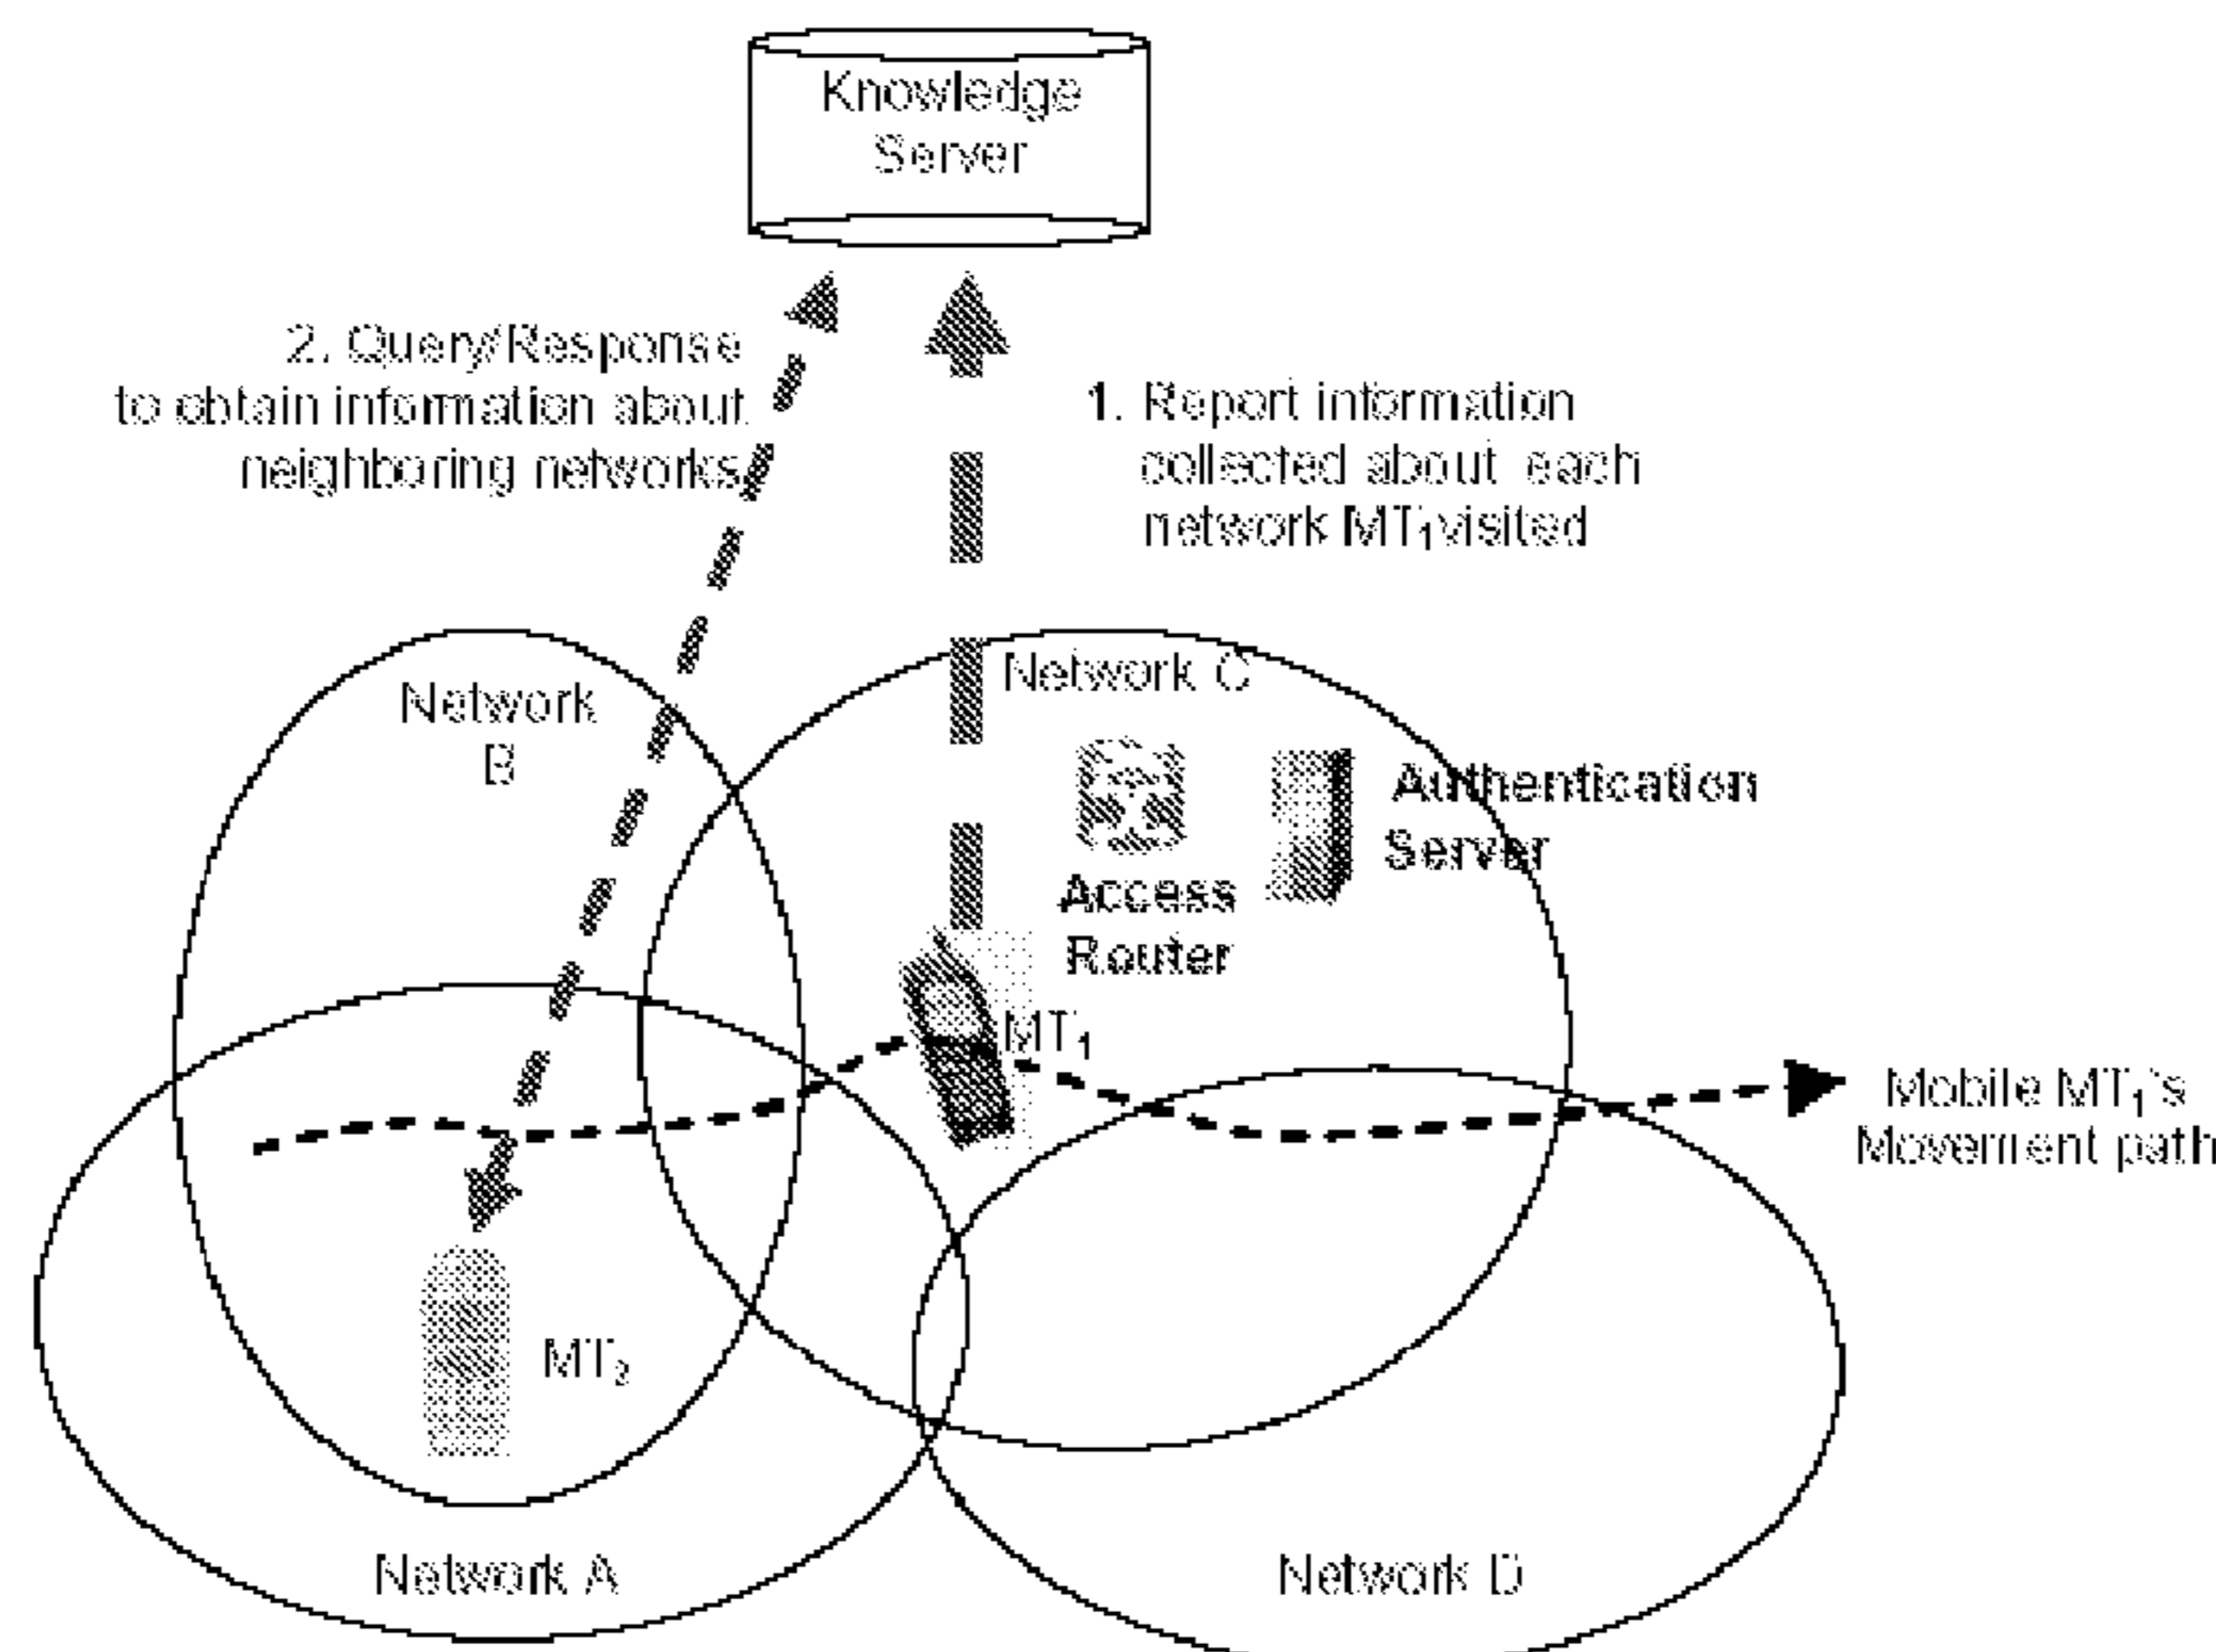 Knowledge
Server
2. Query/Response
to obtain information about
neighboring networks
1. Report information
collected about each
network MT1 visited
Network
B
Network C
Authentication
Server
Access
Router
MT1
Mobile MT1's
Movement path
MT2
Network A
Network D